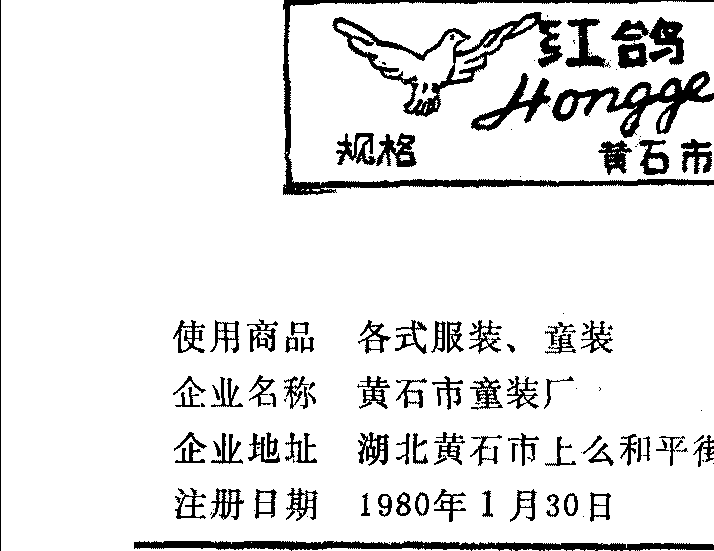 红鸽
Hongge
规格 黄石市
使用商品 各式服装、童装
企业名称 黄石市童装厂
企业地址 湖北黄石市上么和平街
注册日期 1980年1月30日